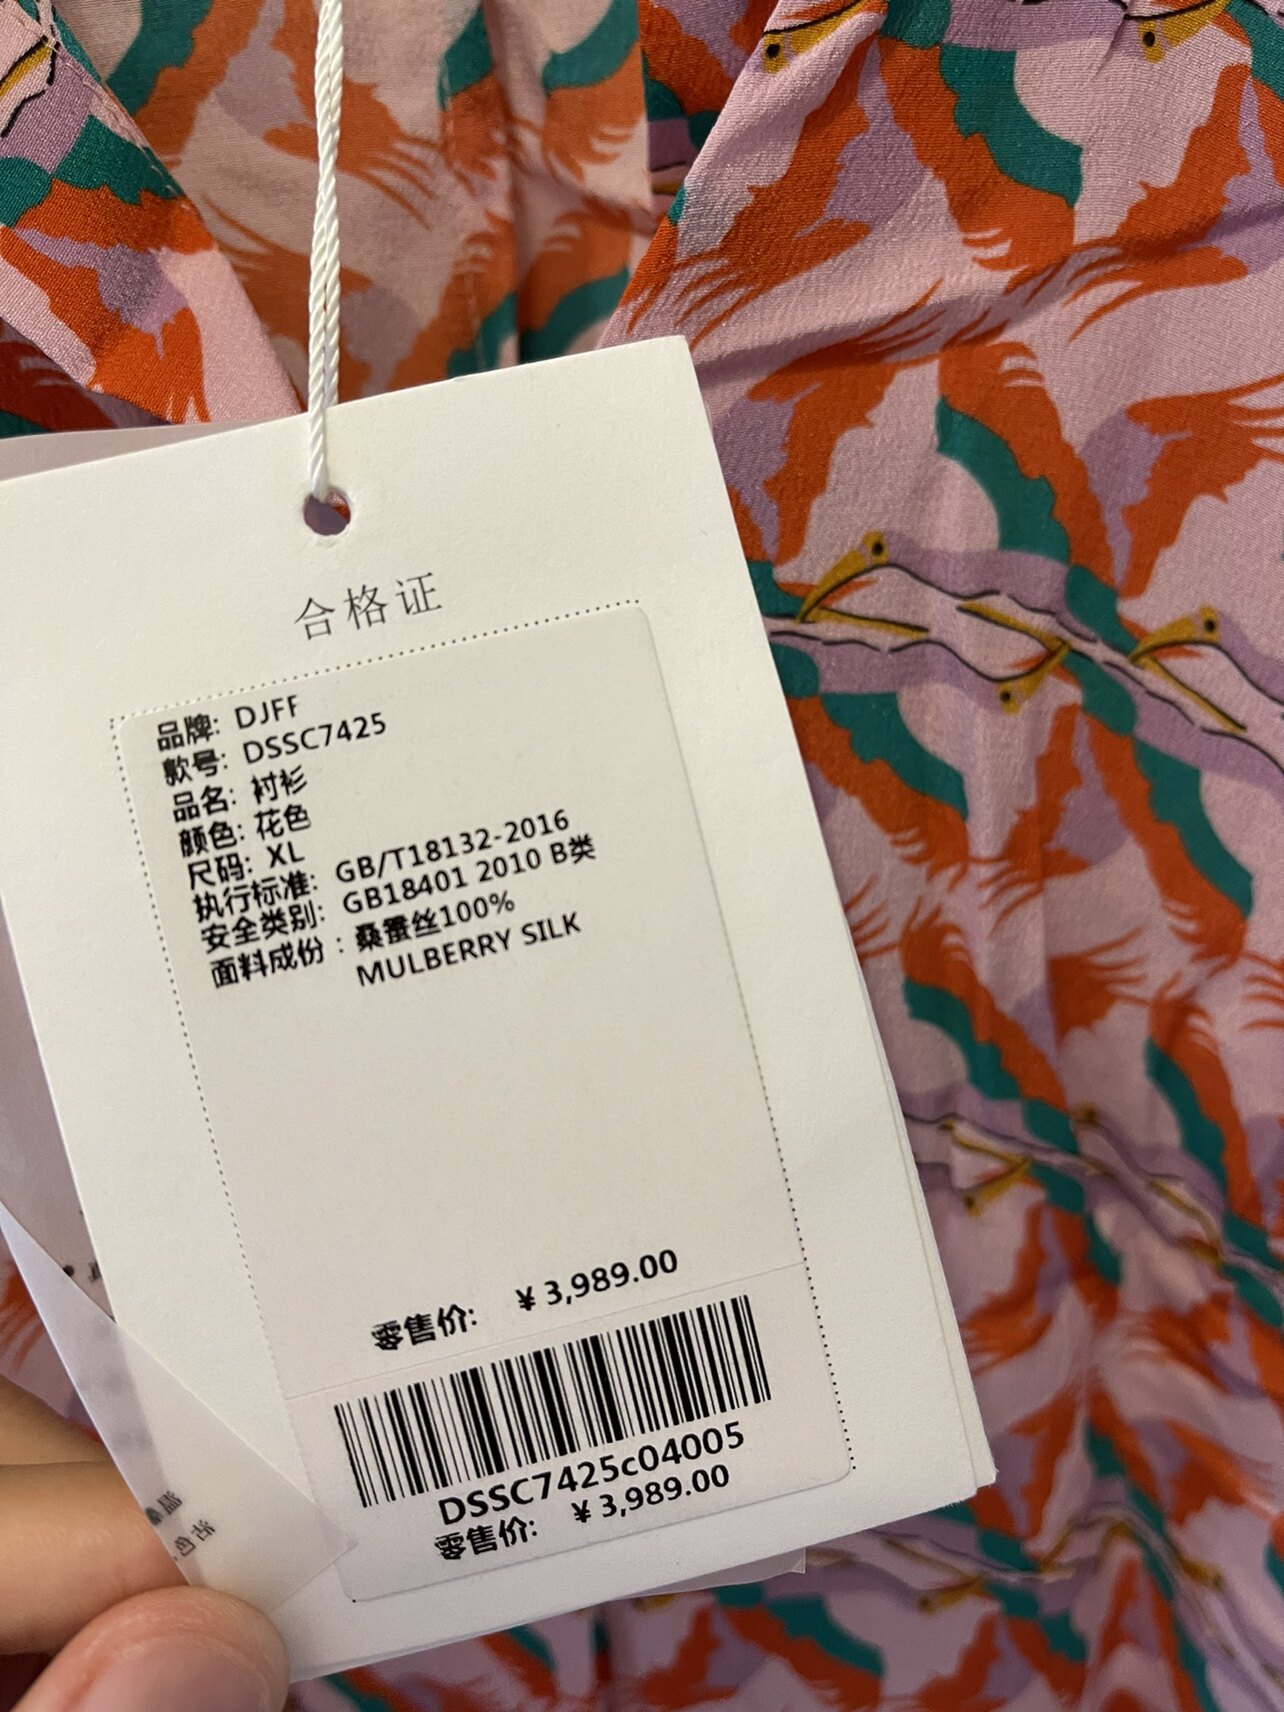 合格证
品牌: DJFF
款号: DSSC7425
品名: 衬衫
颜色: 花色
尺码: XL
执行标准: GB/T18132-2016
安全类别: GB18401 2010 B类
面料成份: 桑蚕丝100%
MULBERRY SILK
零售价: ¥ 3,989.00
DSSC7425c04005
零售价: ¥ 3,989.00